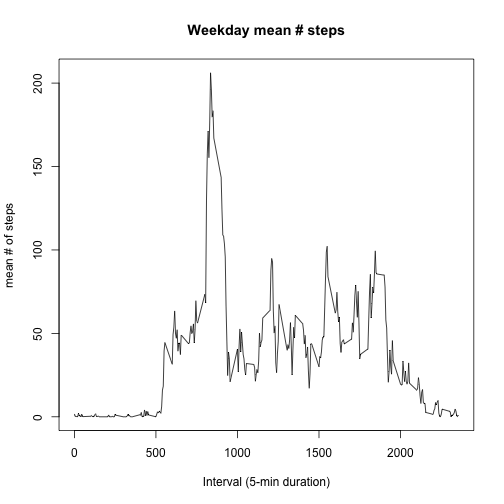 Weekday mean # steps
mean # of steps
200
150
100
50
0
0 500 1000 1500 2000
Interval (5-min duration)